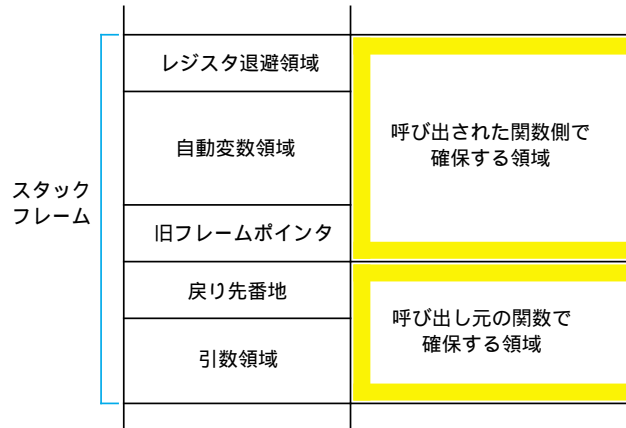 レジスタ退避領域
自動変数領域
旧フレームポインタ
戻り先番地
引数領域
スタック
フレーム
呼び出された関数側で
確保する領域
呼び出し元の関数で
確保する領域